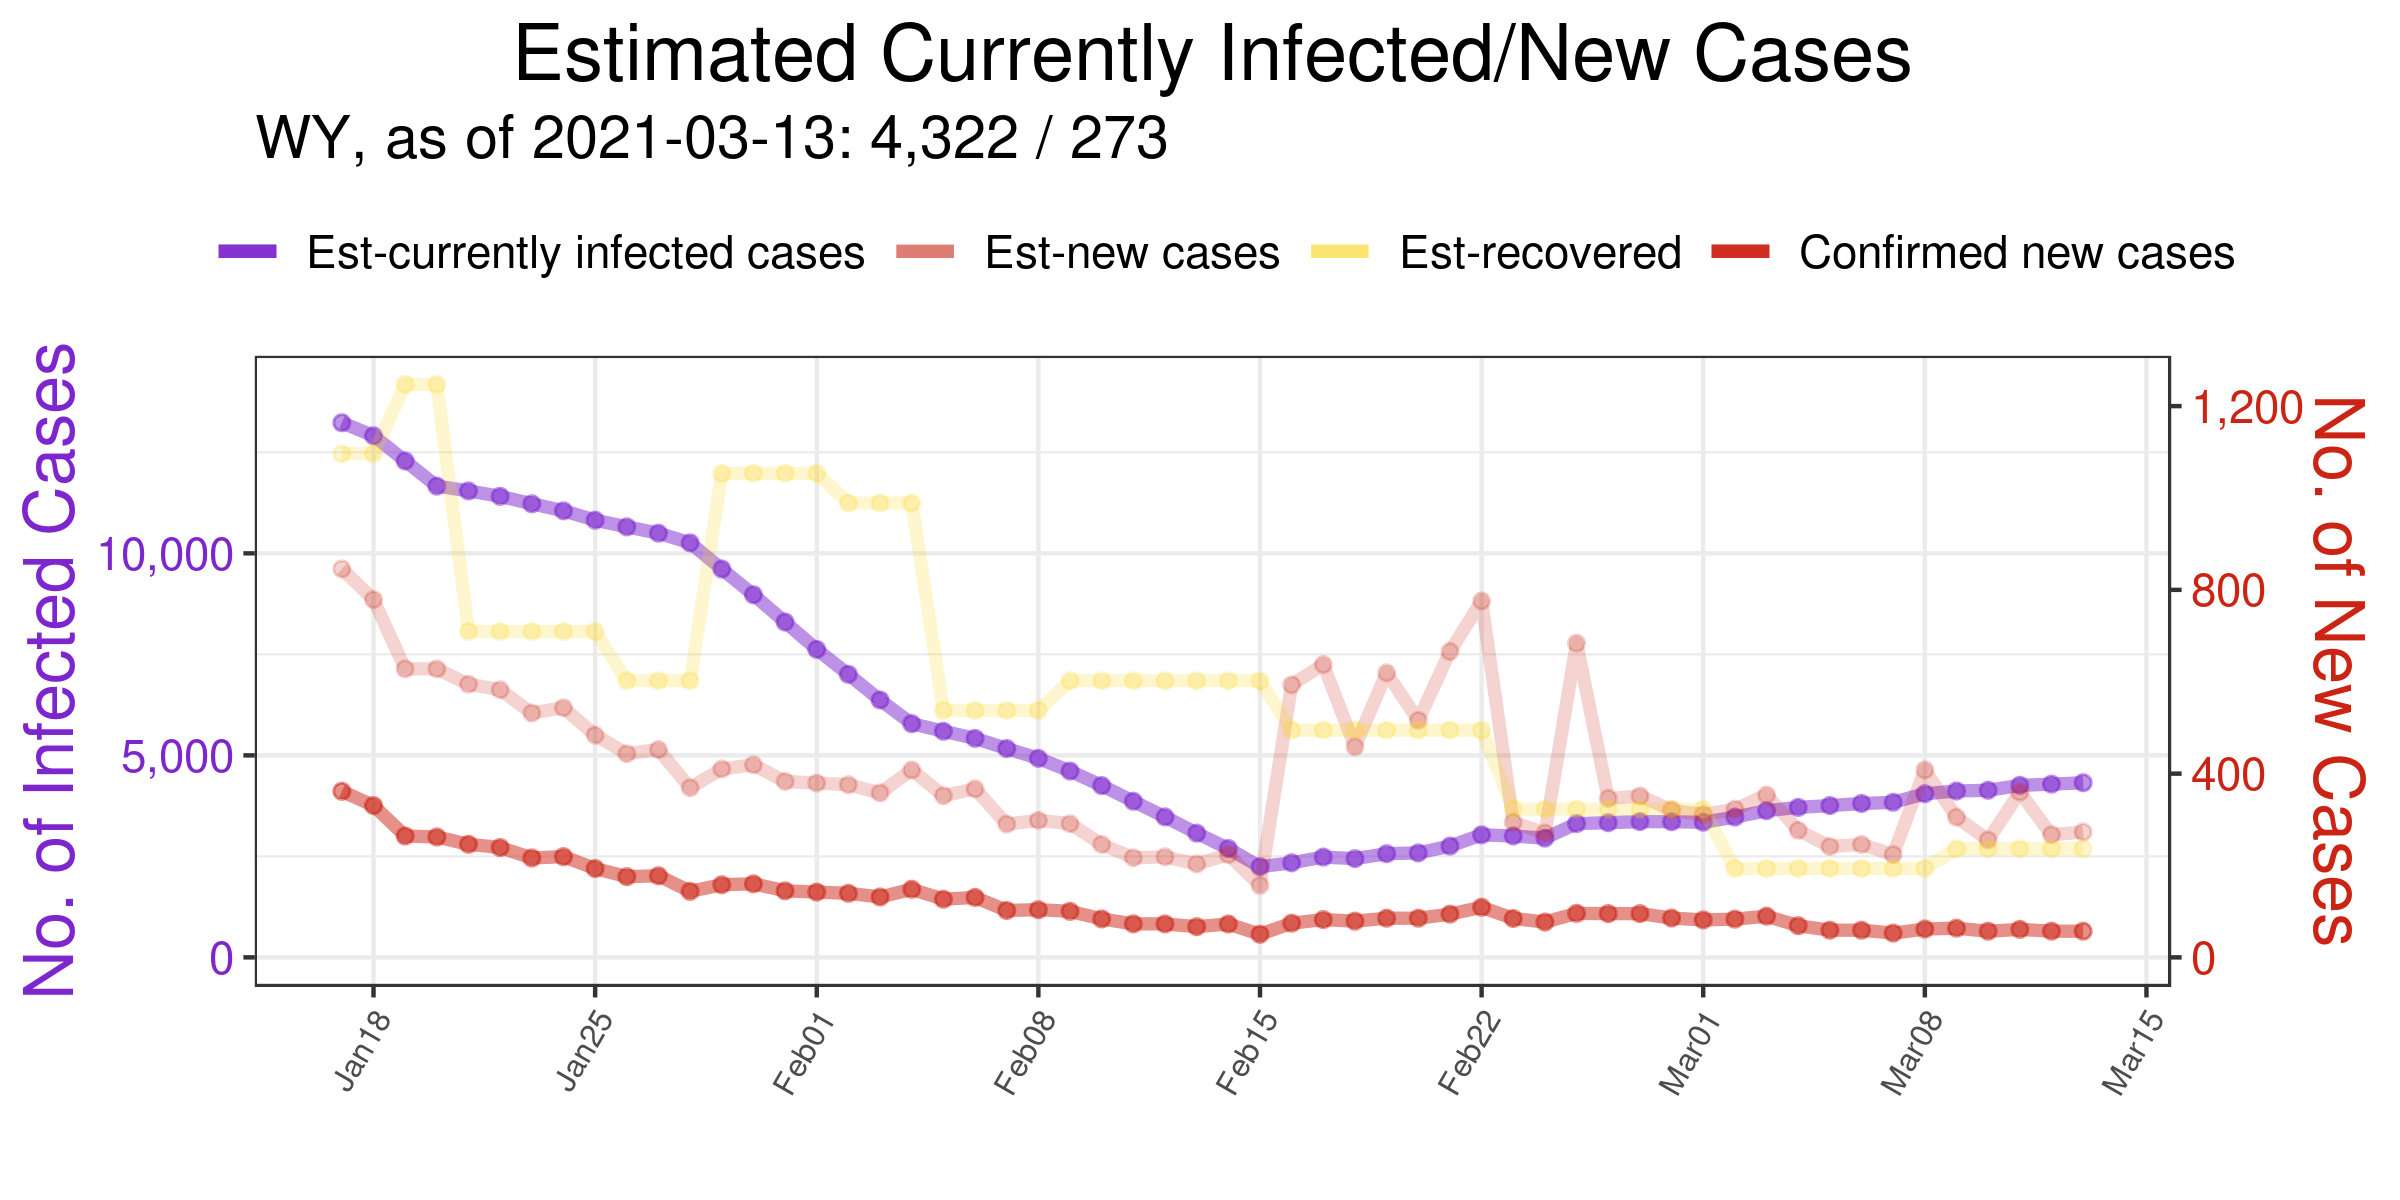 Estimated Currently Infected/New Cases
WY, as of 2021-03-13: 4,322 / 273
Est-currently infected cases Est-new cases Est-recovered Confirmed new cases
No. of Infected Cases
10,000
5,000
0
1,200
800
400
0
No. of New Cases
Jan18 Jan25 Feb01 Feb08 Feb15 Feb22 Mar01 Mar08 Mar15